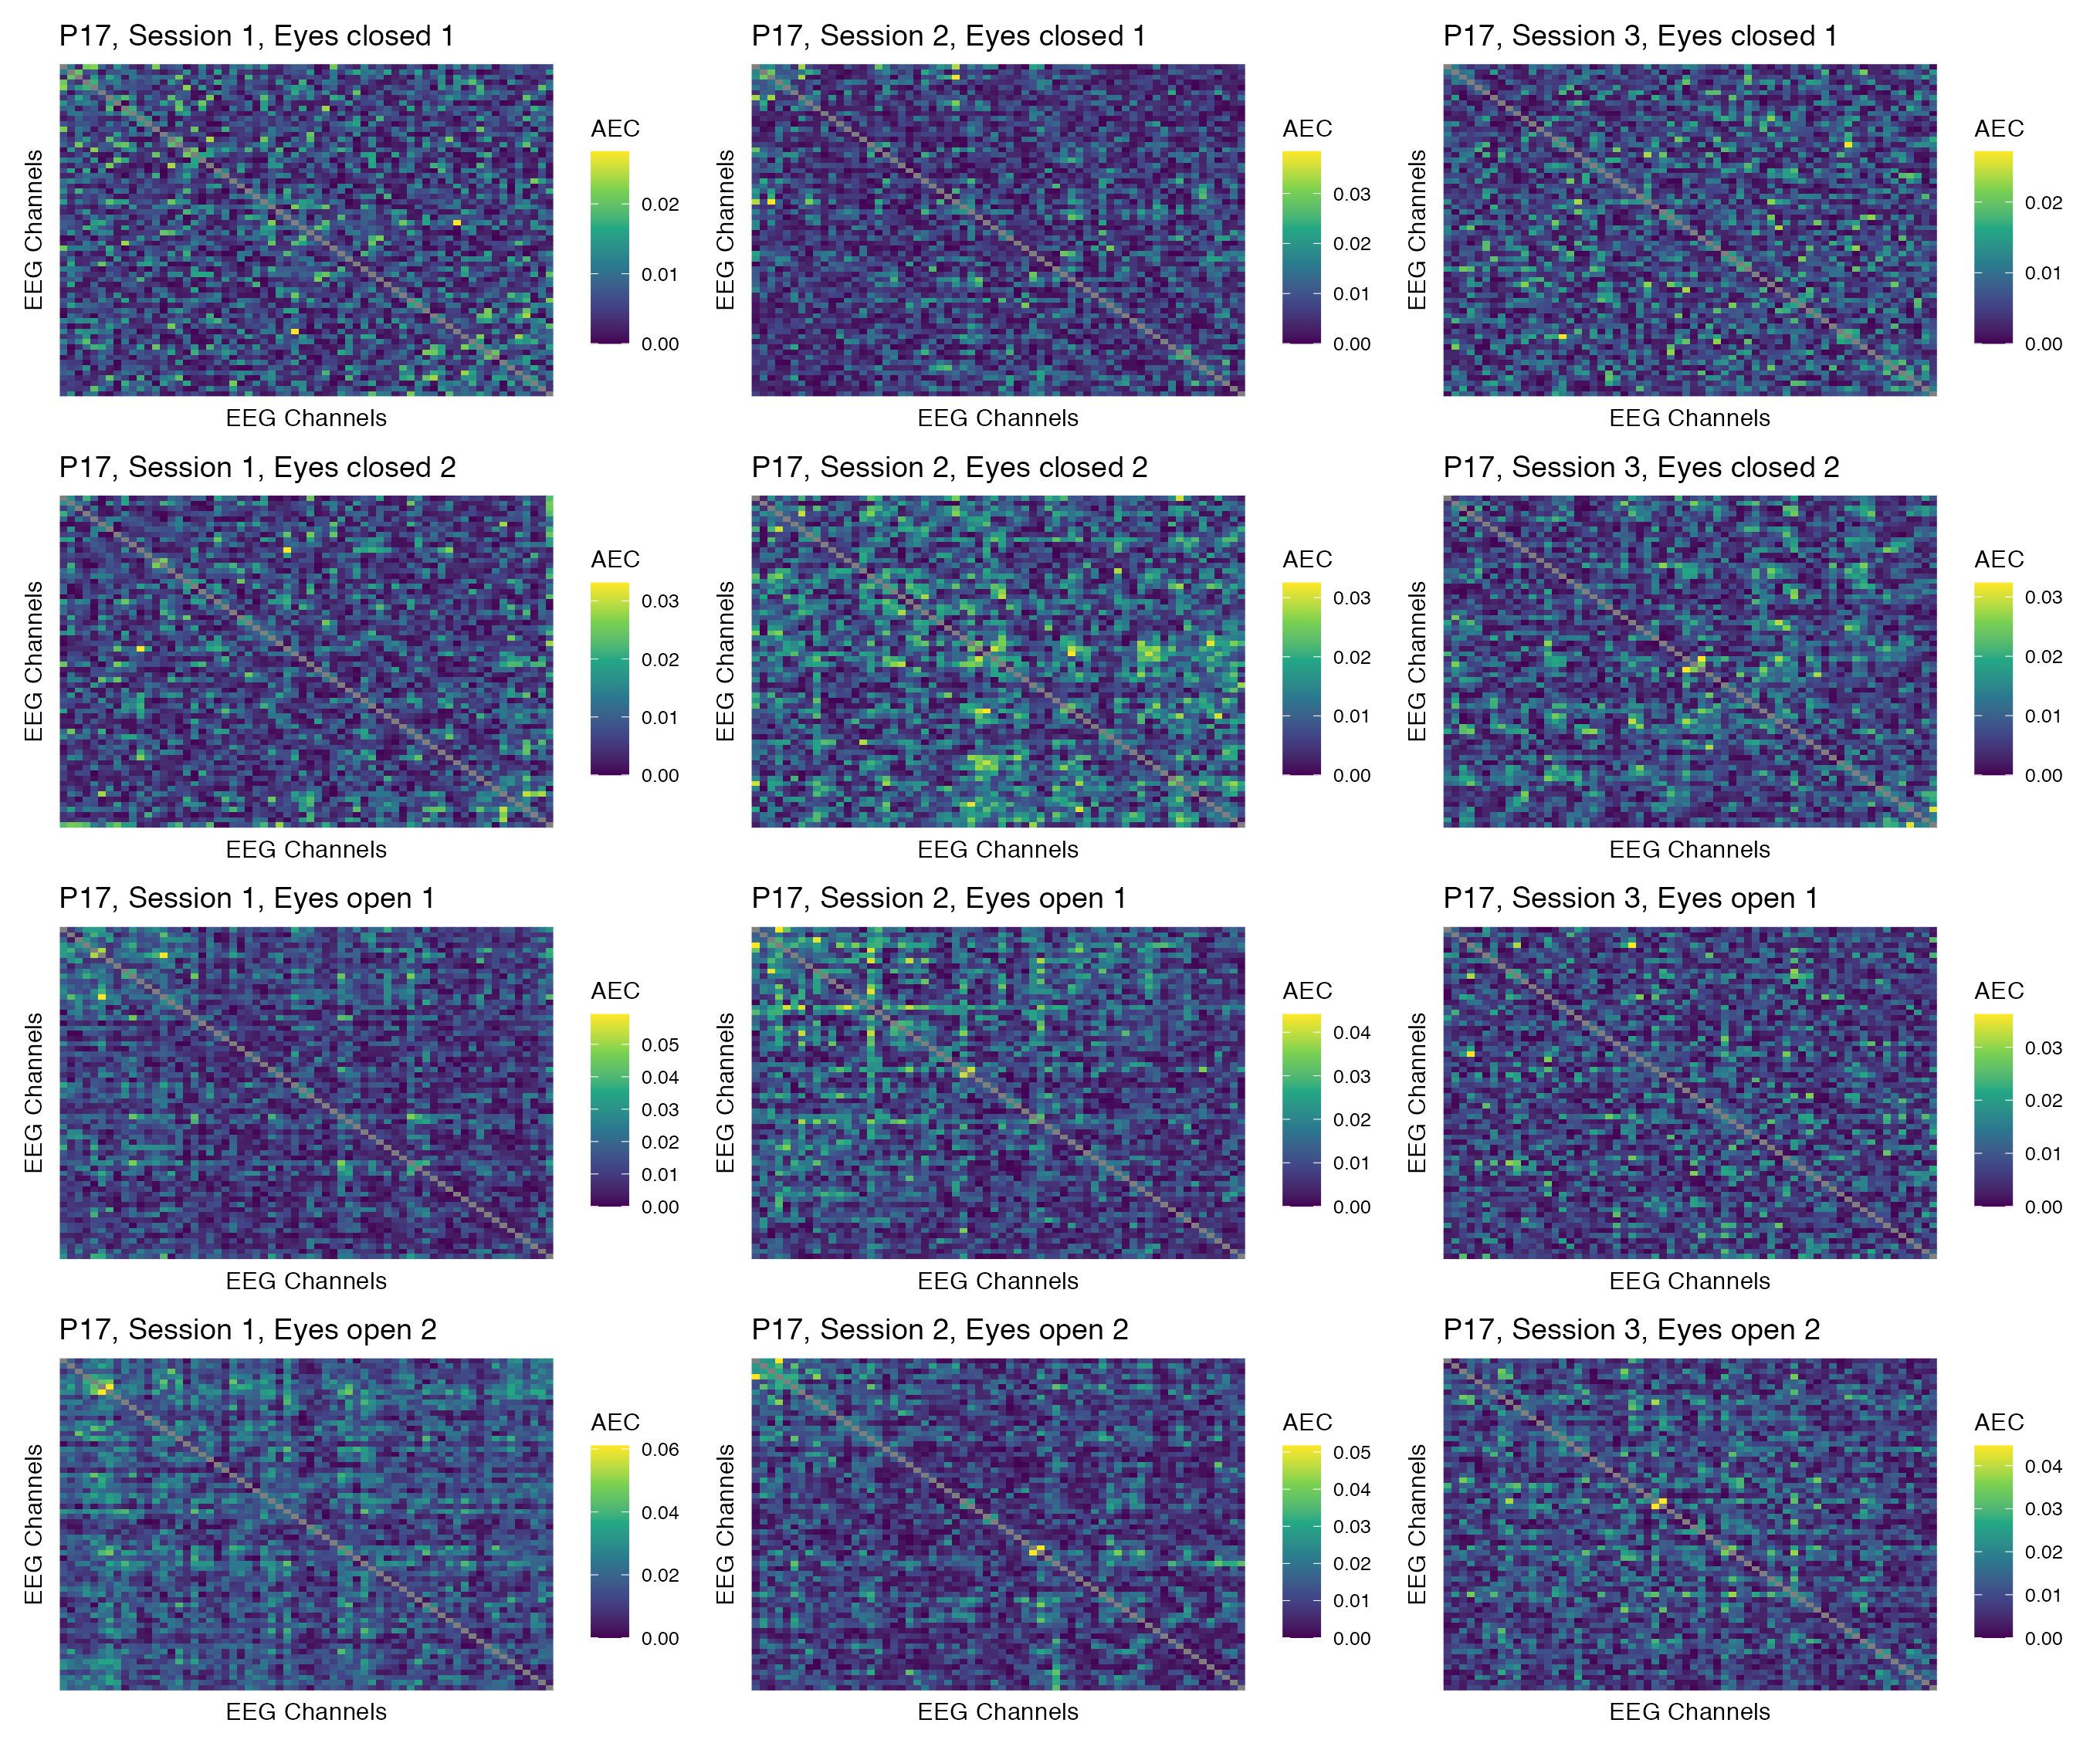 P17, Session 1, Eyes closed 1
EEG Channels
EEG Channels
AEC
0.02
0.01
0.00
P17, Session 2, Eyes closed 1
EEG Channels
EEG Channels
AEC
0.03
0.02
0.01
0.00
P17, Session 3, Eyes closed 1
EEG Channels
EEG Channels
AEC
0.02
0.01
0.00
P17, Session 1, Eyes closed 2
EEG Channels
EEG Channels
AEC
0.03
0.02
0.01
0.00
P17, Session 2, Eyes closed 2
EEG Channels
EEG Channels
AEC
0.03
0.02
0.01
0.00
P17, Session 3, Eyes closed 2
EEG Channels
EEG Channels
AEC
0.03
0.02
0.01
0.00
P17, Session 1, Eyes open 1
EEG Channels
EEG Channels
AEC
0.05
0.04
0.03
0.02
0.01
0.00
P17, Session 2, Eyes open 1
EEG Channels
EEG Channels
AEC
0.04
0.03
0.02
0.01
0.00
P17, Session 3, Eyes open 1
EEG Channels
EEG Channels
AEC
0.03
0.02
0.01
0.00
P17, Session 1, Eyes open 2
EEG Channels
EEG Channels
AEC
0.06
0.04
0.02
0.00
P17, Session 2, Eyes open 2
EEG Channels
EEG Channels
AEC
0.05
0.04
0.03
0.02
0.01
0.00
P17, Session 3, Eyes open 2
EEG Channels
EEG Channels
AEC
0.04
0.03
0.02
0.01
0.00